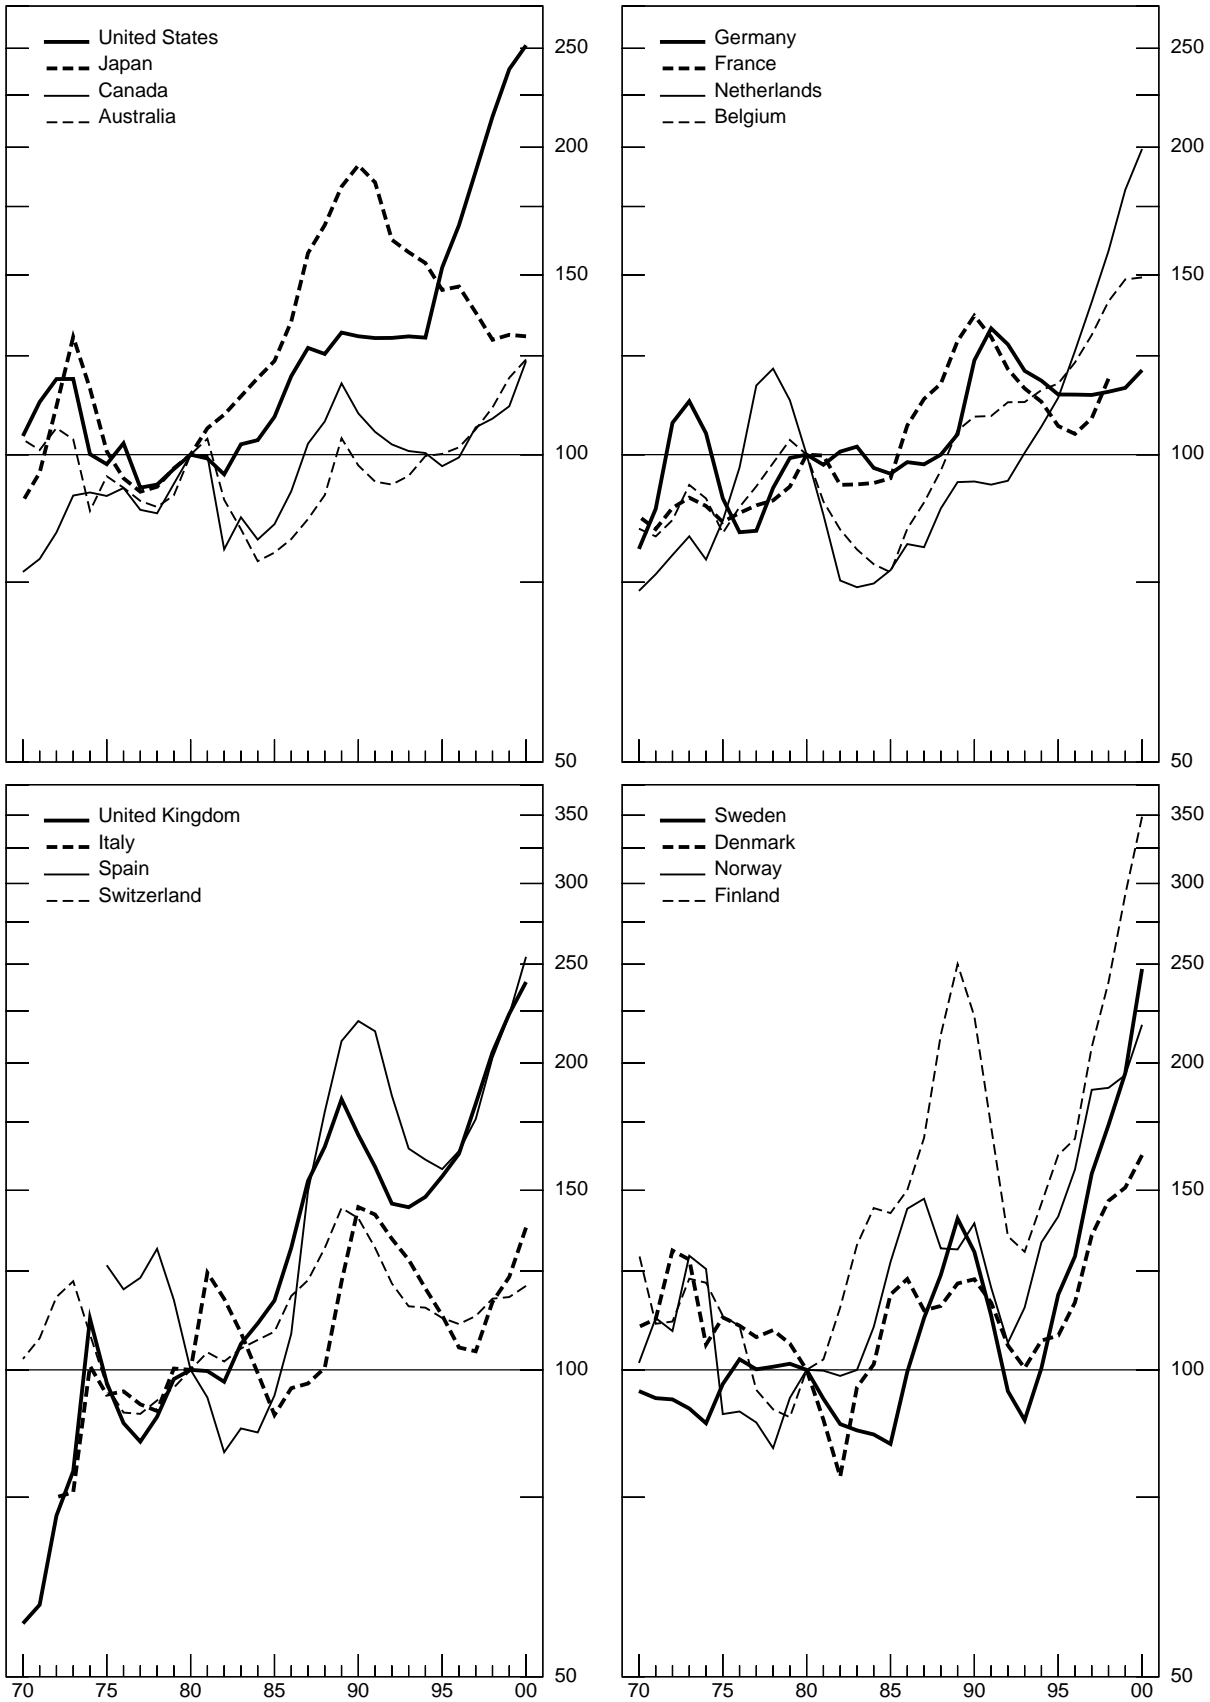 United States
Japan
Canada
Australia
250
200
150
100
50
Germany
France
Netherlands
Belgium
250
200
150
100
50
United Kingdom
Italy
Spain
Switzerland
350
300
250
200
150
100
50
70 75 80 85 90 95 00
Sweden
Denmark
Norway
Finland
350
300
250
200
150
100
50
70 75 80 85 90 95 00